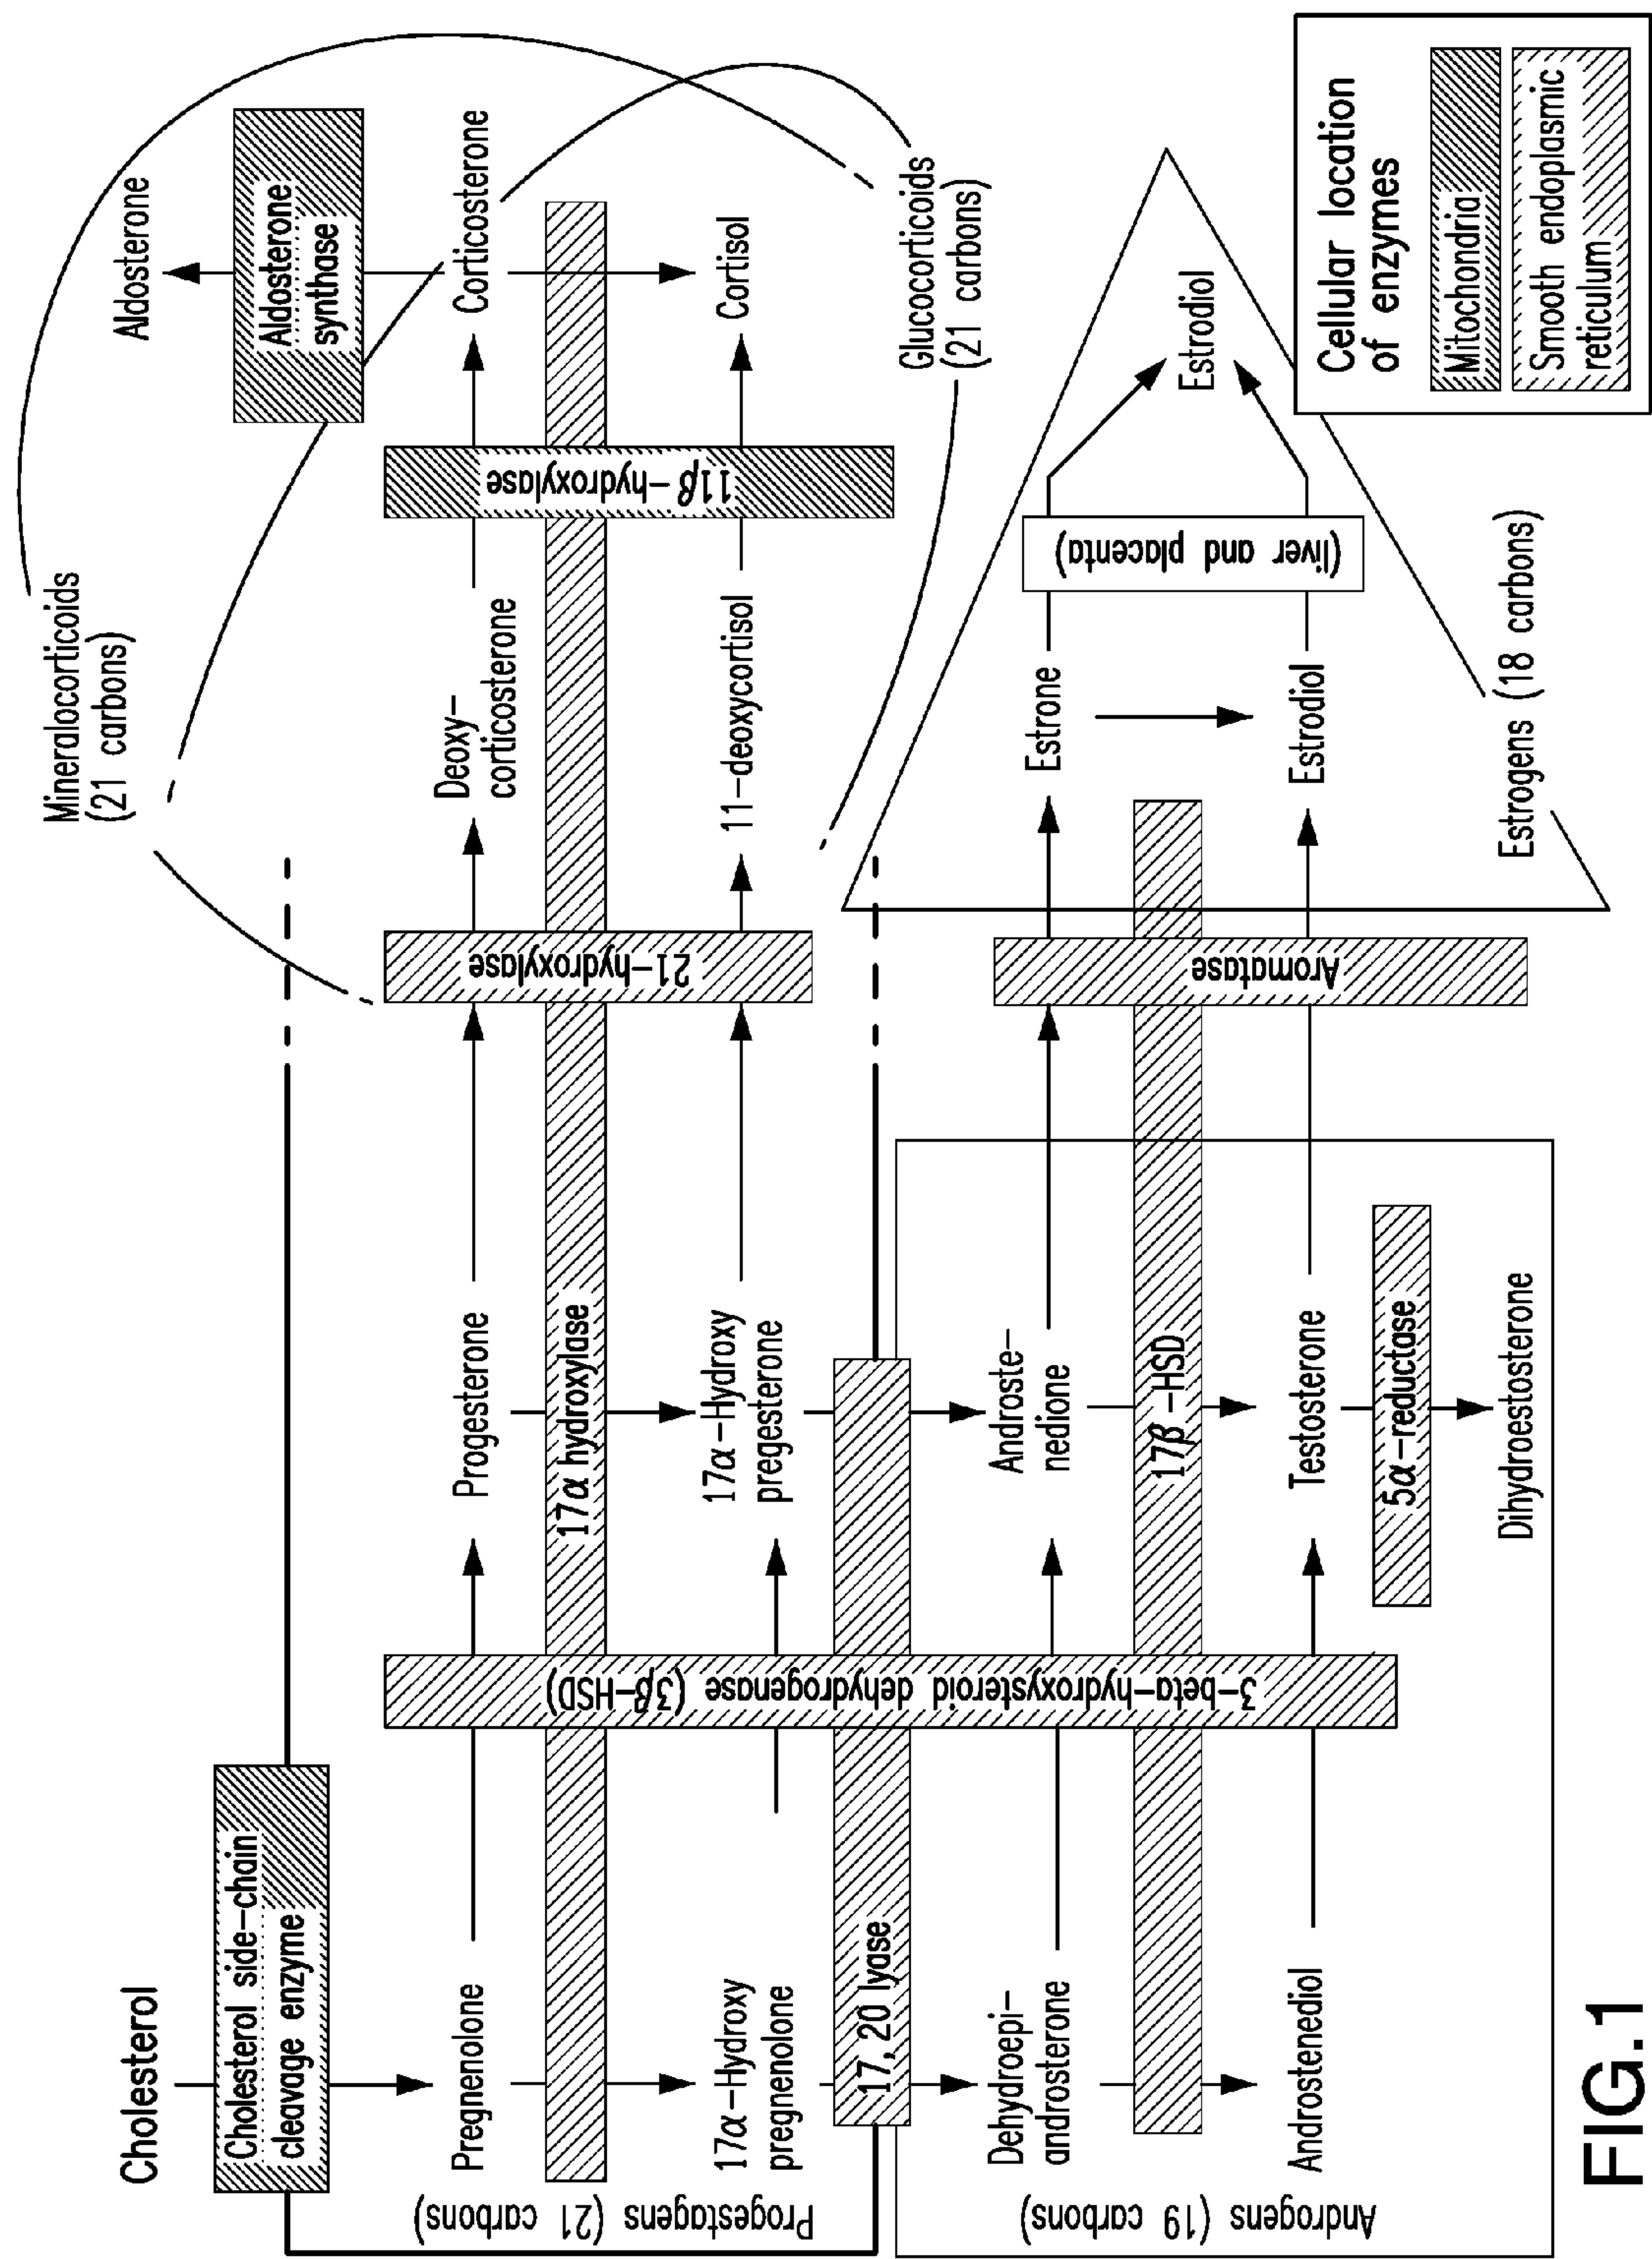 Cholesterol
Cholesterol side-chain
cleavage enzyme
Aldosterone
Aldosterone
synthase
Mineralocorticoids
(21 carbons)
Progestagens (21 carbons)
Pregnenolone
Progesterone
Deoxy-
corticosterone
Corticosterone
17α hydroxylase
21-hydroxylase
11β-hydroxylase
17α-Hydroxy
pregnenolone
17α-Hydroxy
pregesterone
11-deoxycortisol
Cortisol
3-beta-hydroxysteroid dehydrogenase (3β-HSD)
17, 20 lyase
Glucocorticoids
(21 carbons)
Androgens (19 carbons)
Dehydroepi-
androsterone
Androste-
nedione
Estrone
Aromatase
(liver and placenta)
Estrodiol
17β-HSD
Androstenediol
Testosterone
Estrodiol
5α-reductase
Dihydroestosterone
Estrogens (18 carbons)
Cellular location
of enzymes
Mitochondria
Smooth endoplasmic
reticulum
FIG.1